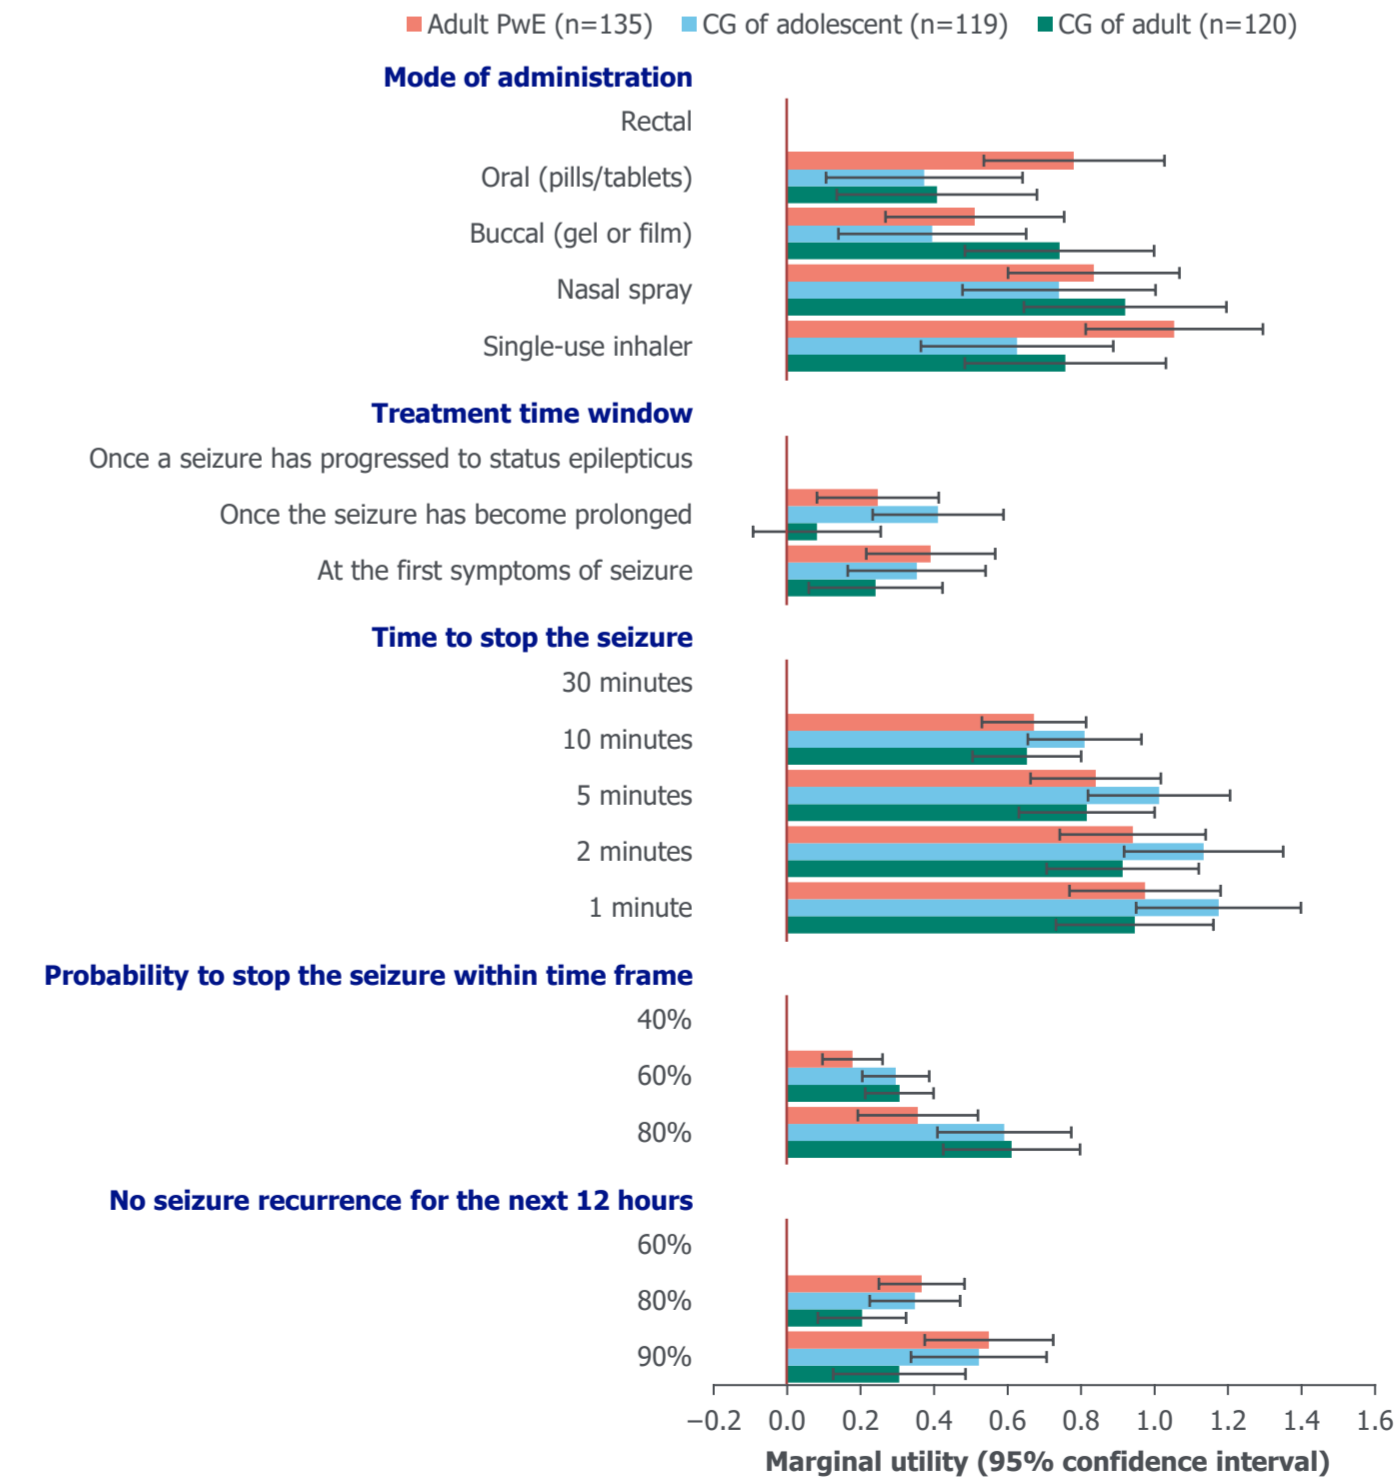 Adult PwE (n=135) CG of adolescent (n=119) CG of adult (n=120)
Mode of administration
Rectal
Oral (pills/tablets)
Buccal (gel or film)
Nasal spray
Single-use inhaler
Treatment time window
Once a seizure has progressed to status epilepticus
Once the seizure has become prolonged
At the first symptoms of seizure
Time to stop the seizure
30 minutes
10 minutes
5 minutes
2 minutes
1 minute
Probability to stop the seizure within time frame
40%
60%
80%
No seizure recurrence for the next 12 hours
60%
80%
90%
−0.2 0.0 0.2 0.4 0.6 0.8 1.0 1.2 1.4 1.6
Marginal utility (95% confidence interval)